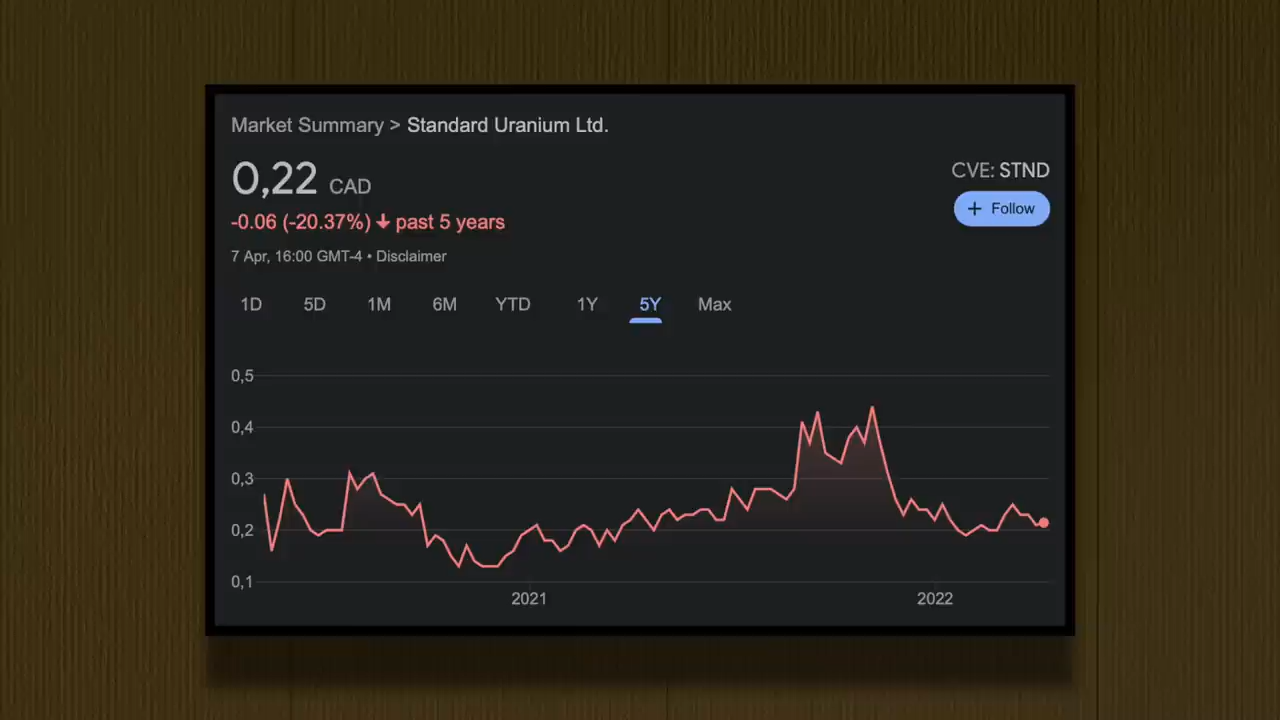 Market Summary > Standard Uranium Ltd.
0,22 CAD
CVE: STND
+ Follow
-0.06 (-20.37%) ↓ past 5 years
7 Apr, 16:00 GMT-4 • Disclaimer
1D 5D 1M 6M YTD 1Y 5Y Max
0,5
0,4
0,3
0,2
0,1
2021 2022